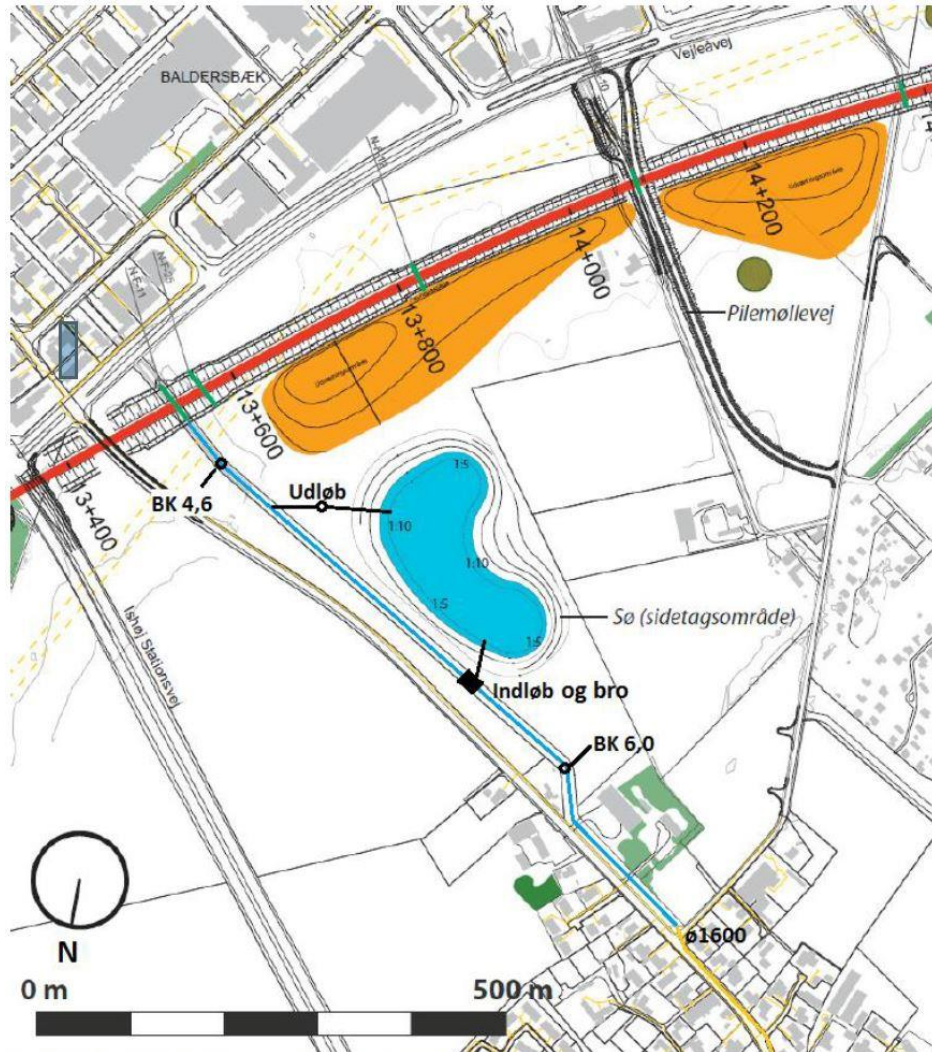 Vejleåvej
BALDERSBÆK
14+200
14+000
13+800
Pilemøllevej
13+600
13+400
BK 4,6
Udløb
1:5
1:10
1:10
1:5
1:5
Sø (sidetagsområde)
Ishøj Stationsvej
Indløb og bro
BK 6,0
ø1600
N
0 m
500 m